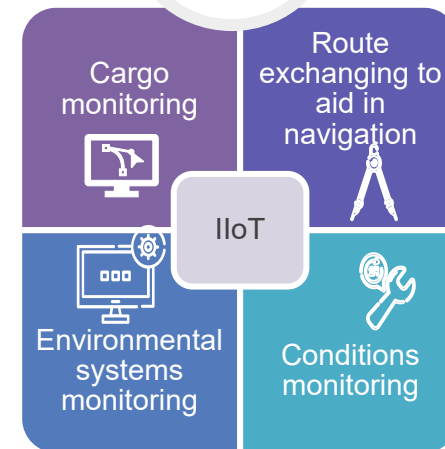 Cargo
monitoring
Route
exchanging to
aid in
navigation
IIoT
Environmental
systems
monitoring
Conditions
monitoring